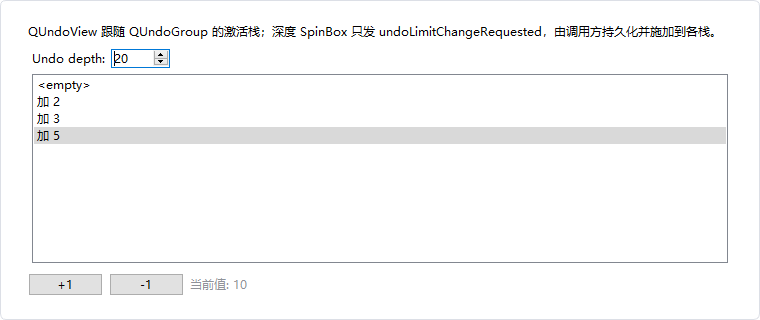 QUndoView 跟随 QUndoGroup 的激活栈；深度 SpinBox 只发 undoLimitChangeRequested，由调用方持久化并施加到各栈。
Undo depth: 20
<empty>
加 2
加 3
加 5
+1 -1 当前值: 10